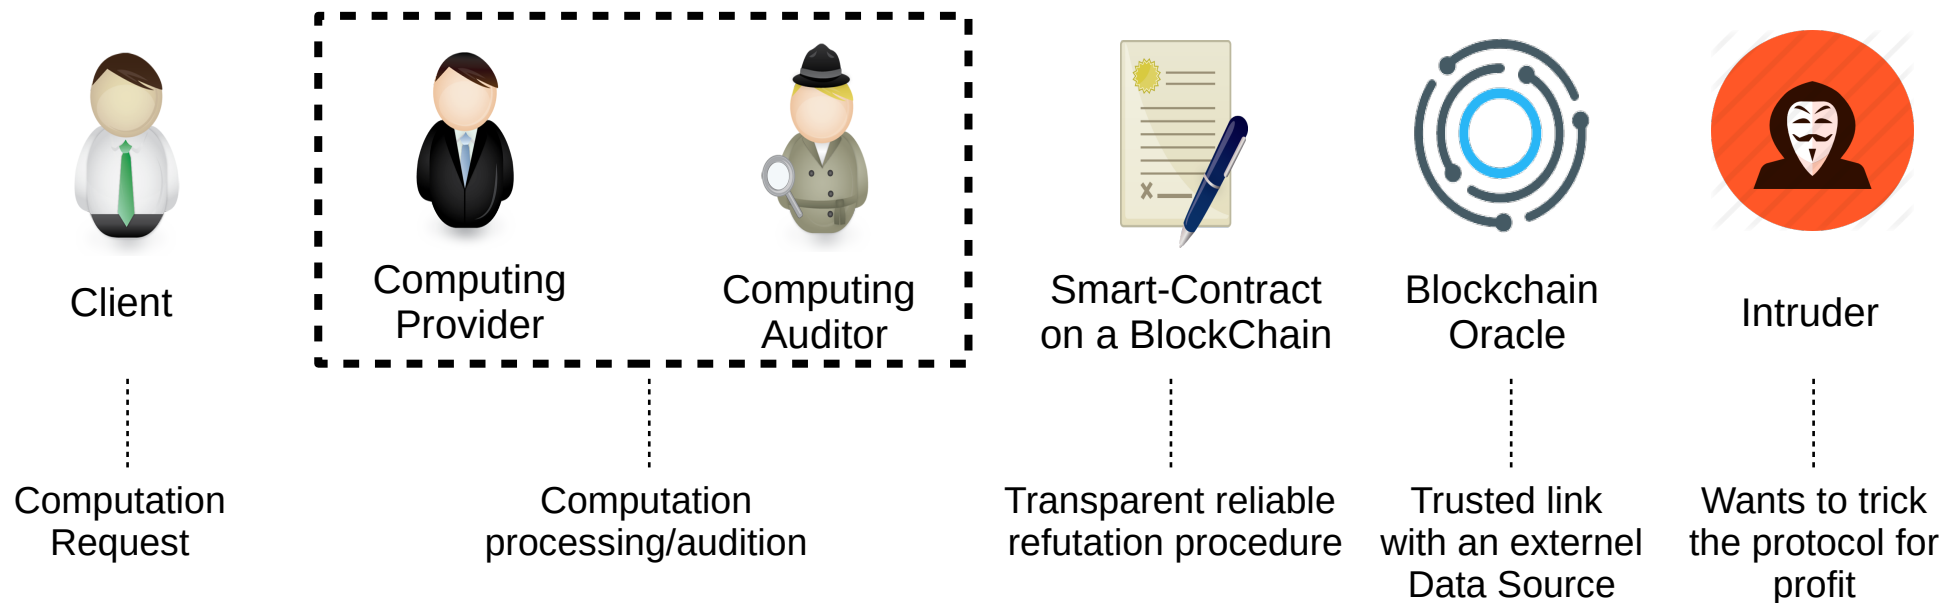 Client
Computing
Provider
Computing
Auditor
Smart-Contract
on a BlockChain
Blockchain
Oracle
Intruder
Computation
Request
Computation
processing/audition
Transparent reliable
refutation procedure
Trusted link
with an externel
Data Source
Wants to trick
the protocol for
profit